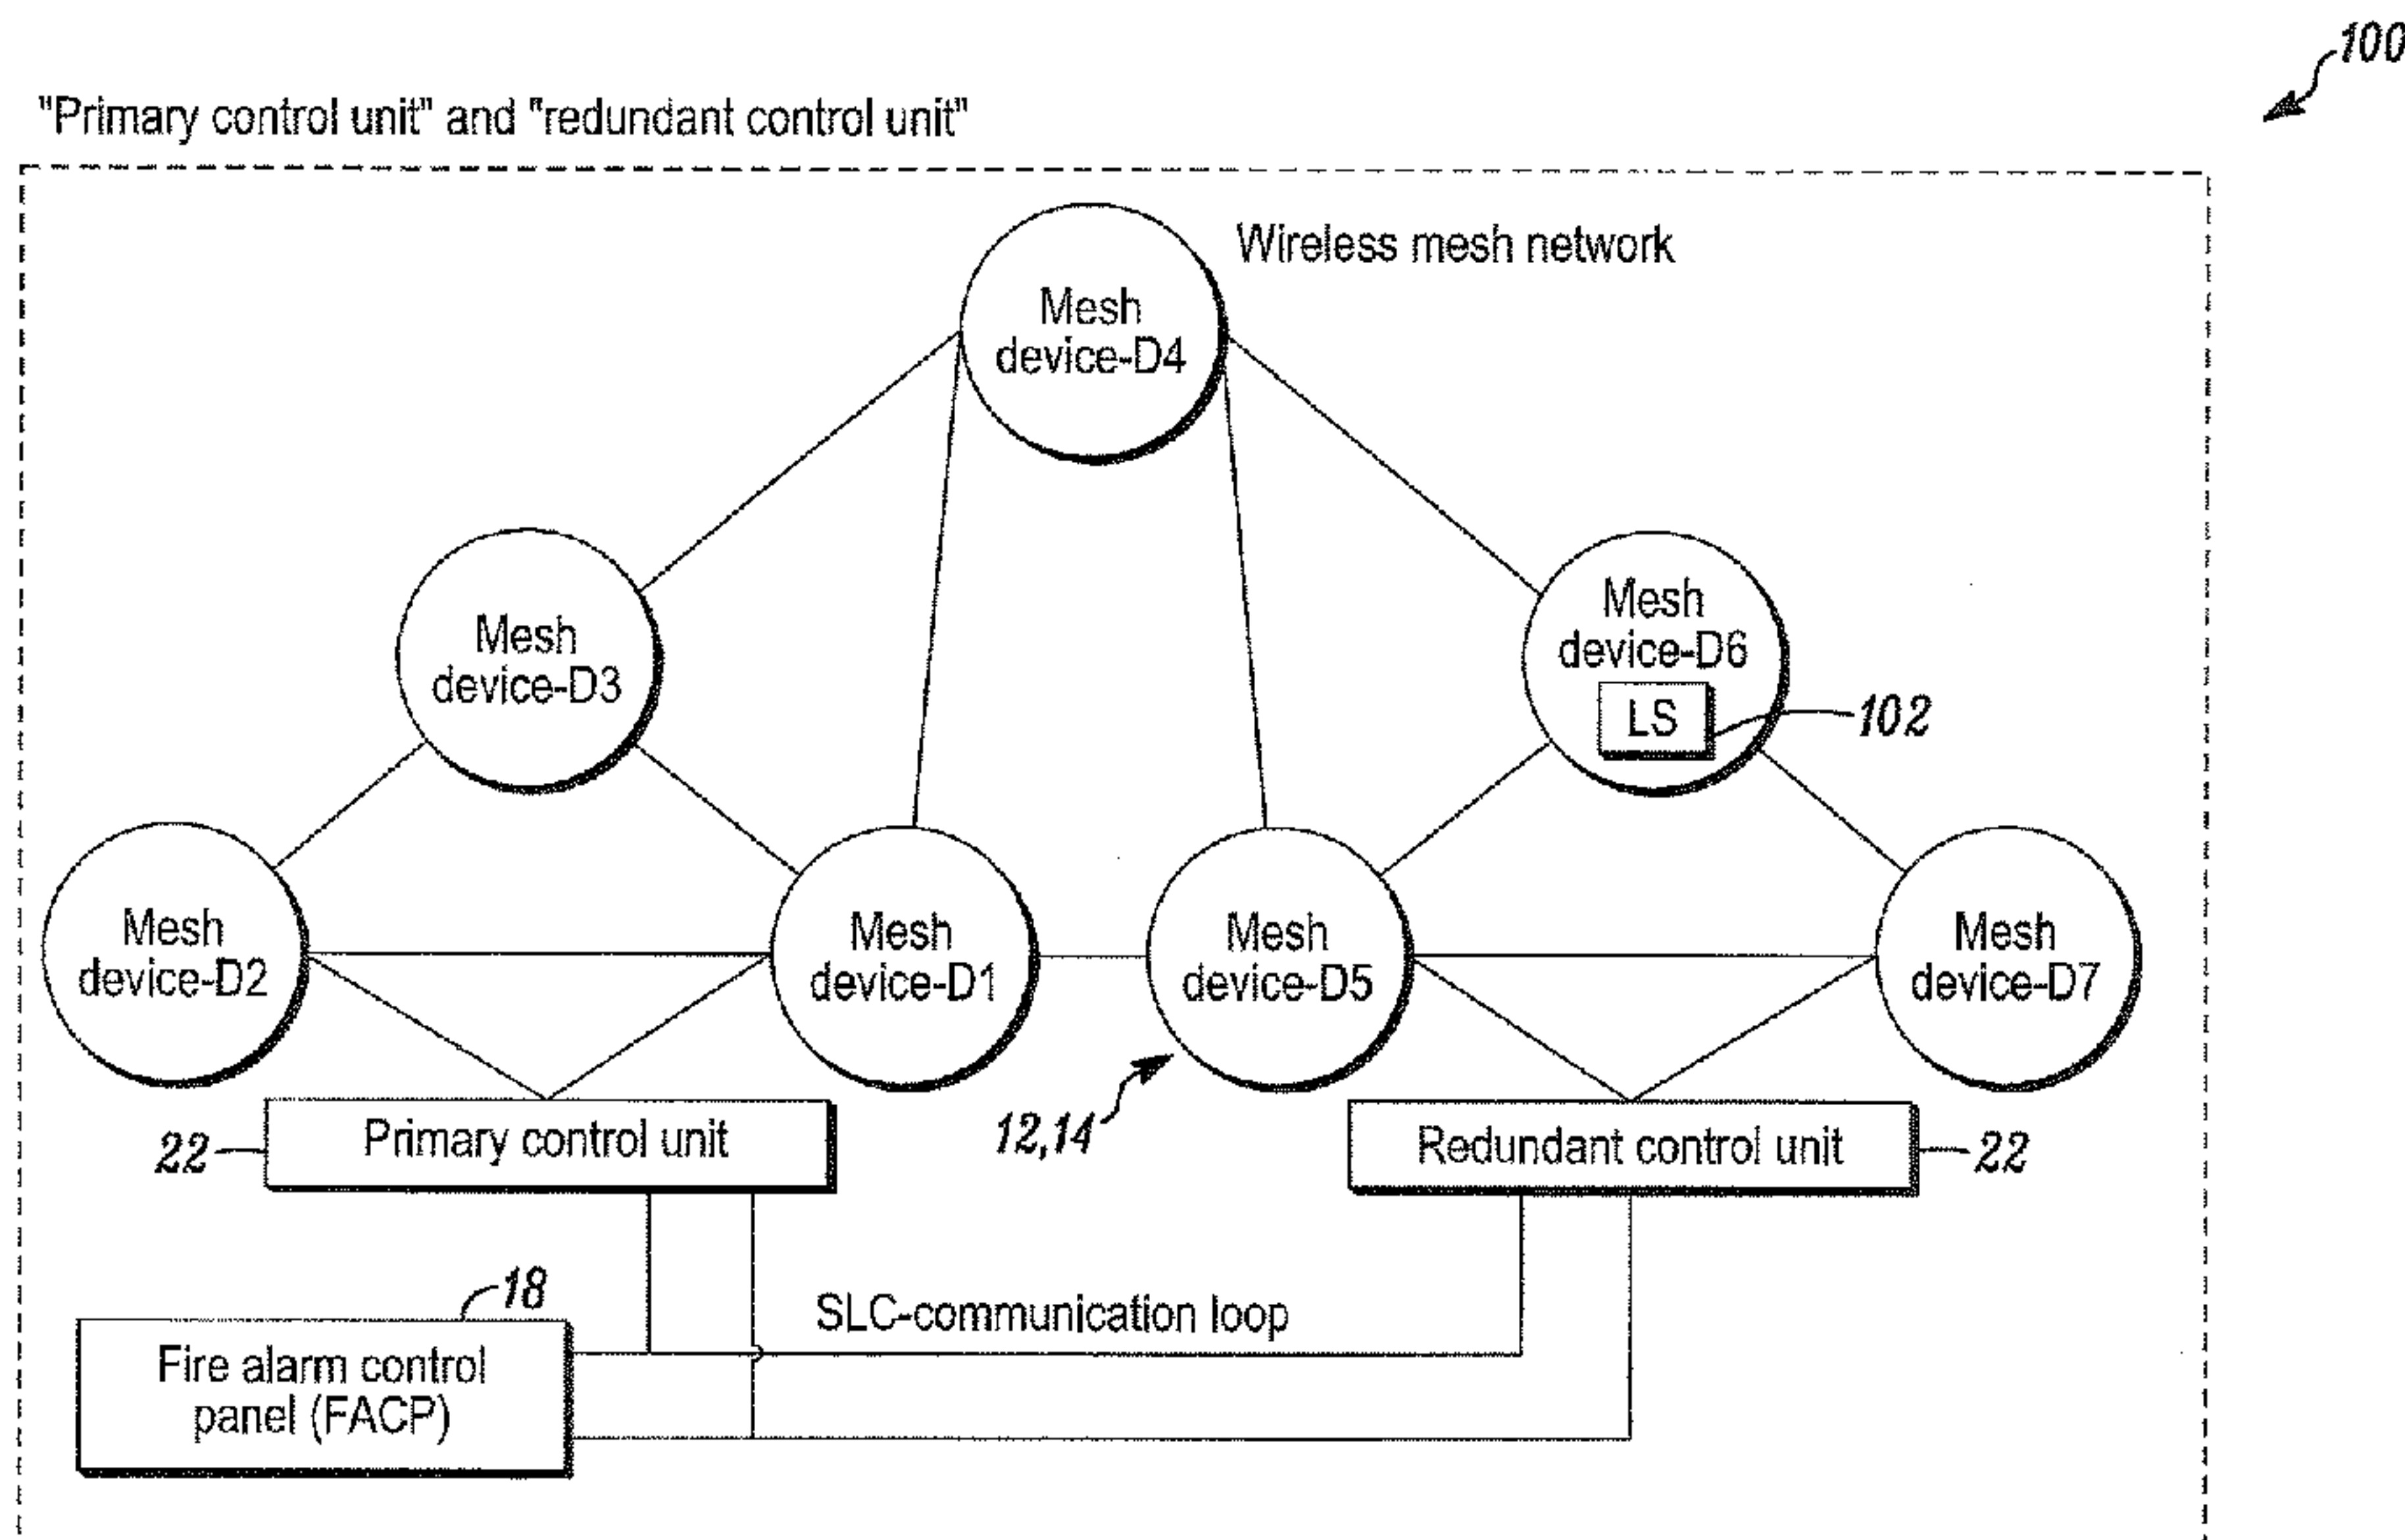 100
"Primary control unit" and "redundant control unit"
Wireless mesh network
Mesh
device-D4
Mesh
device-D3
Mesh
device-D6
LS
102
Mesh
device-D2
Mesh
device-D1
Mesh
device-D5
Mesh
device-D7
22
Primary control unit
12,14
Redundant control unit
22
18
SLC-communication loop
Fire alarm control
panel (FACP)